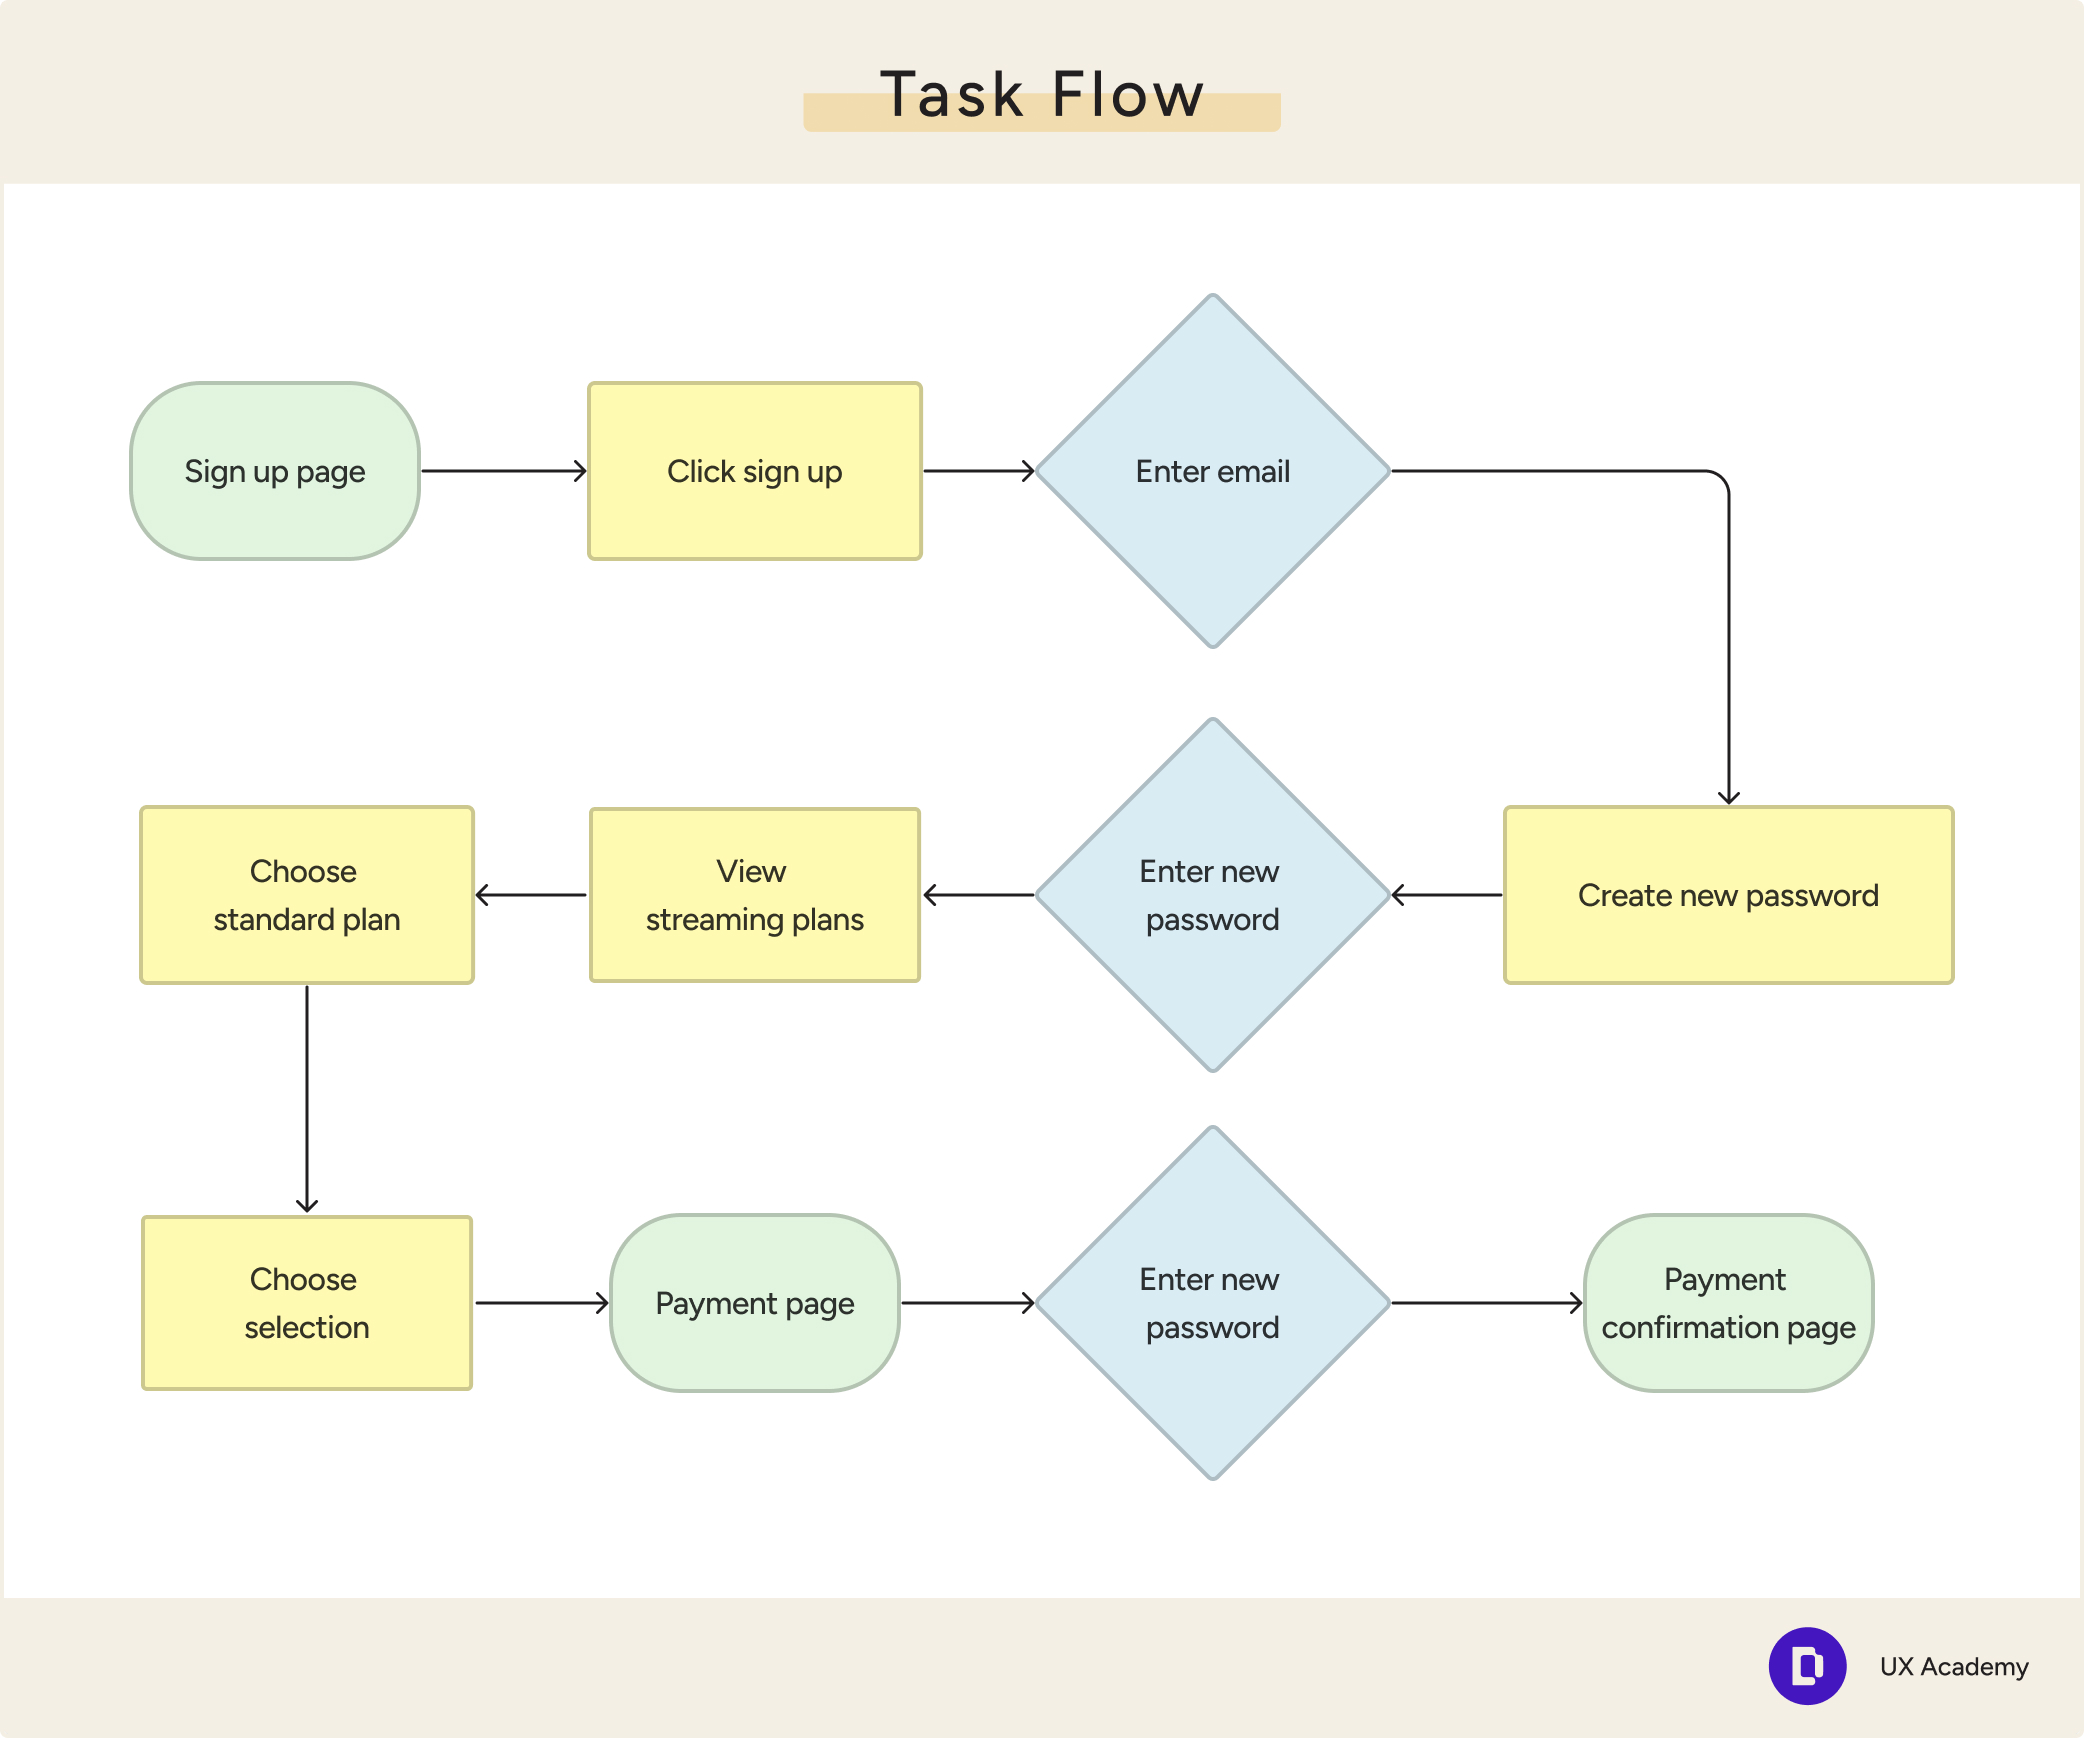 Task Flow
Sign up page
Click sign up
Enter email
Create new password
Enter new
password
View
streaming plans
Choose
standard plan
Choose
selection
Payment page
Enter new
password
Payment
confirmation page
UX Academy